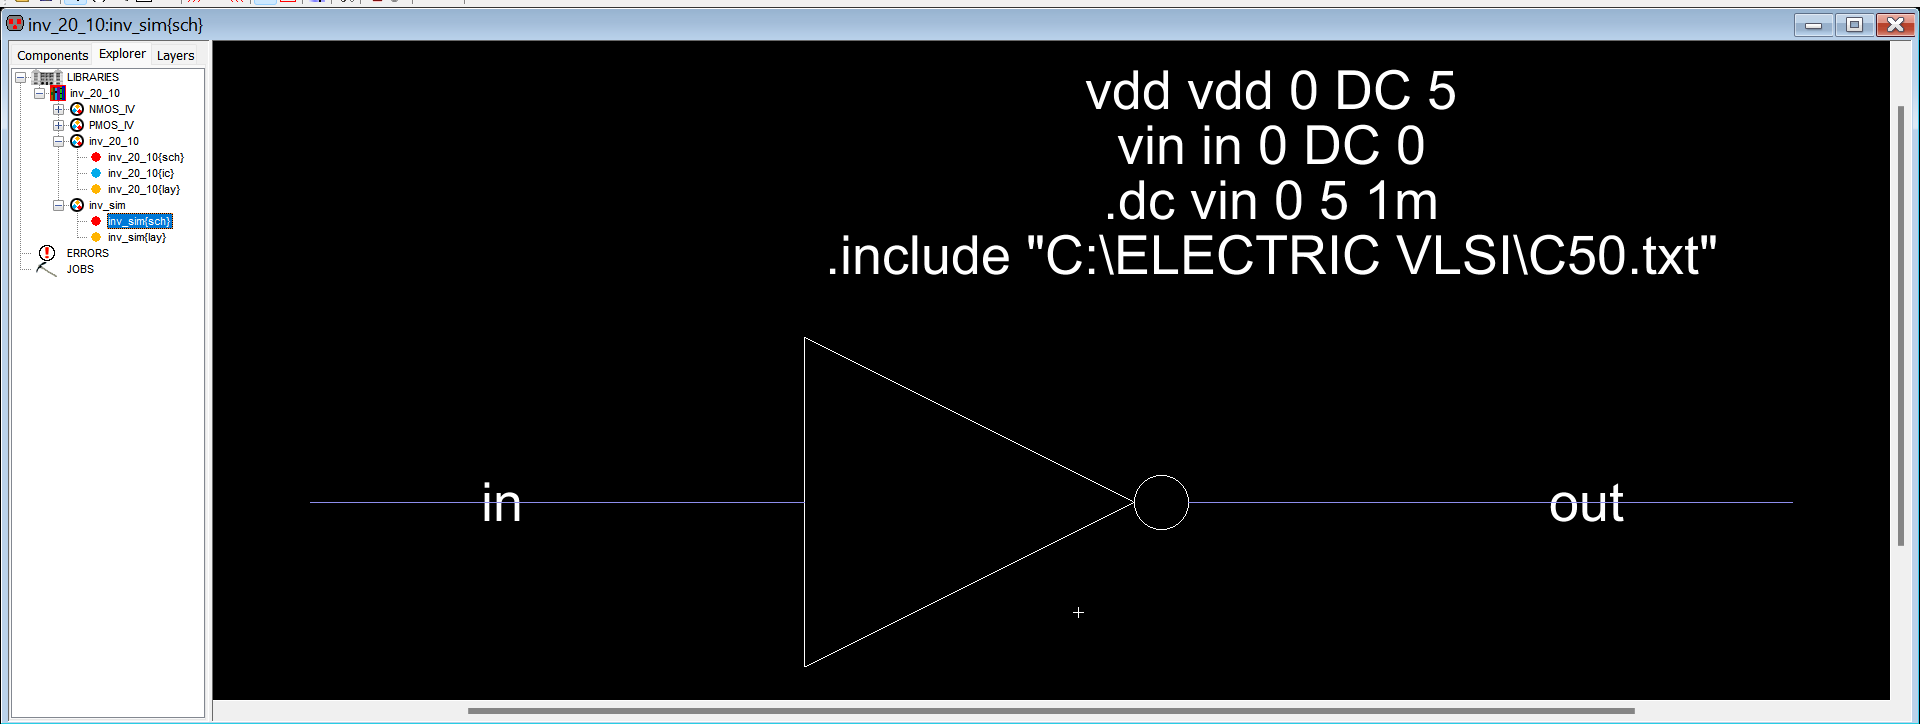 inv_20_10:inv_sim{sch}
Components Explorer Layers
LIBRARIES
inv_20_10
NMOS_IV
PMOS_IV
inv_20_10
inv_20_10{sch}
inv_20_10{ic}
inv_20_10{lay}
inv_sim
inv_sim{sch}
inv_sim{lay}
ERRORS
JOBS
vdd vdd 0 DC 5
vin in 0 DC 0
.dc vin 0 5 1m
.include "C:\ELECTRIC VLSI\C50.txt"
in
out